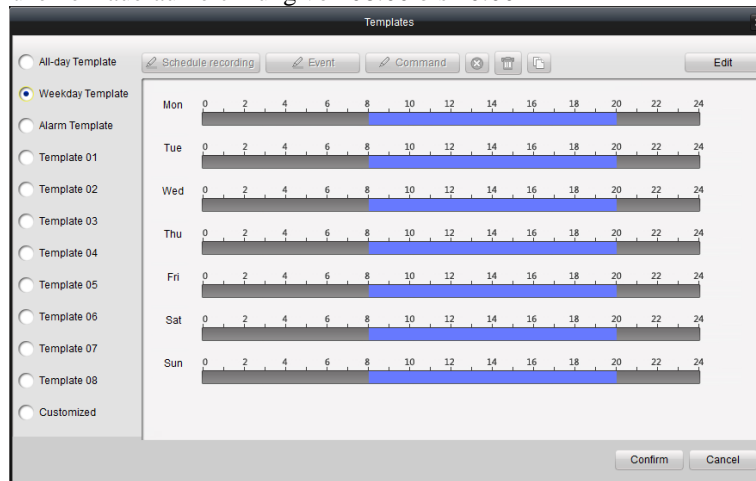 Templates
All-day Template
Schedule recording
Event
Command
Edit
Weekday Template
Alarm Template
Template 01
Template 02
Template 03
Template 04
Template 05
Template 06
Template 07
Template 08
Customized
Mon 0 2 4 6 8 10 12 14 16 18 20 22 24
Tue 0 2 4 6 8 10 12 14 16 18 20 22 24
Wed 0 2 4 6 8 10 12 14 16 18 20 22 24
Thu 0 2 4 6 8 10 12 14 16 18 20 22 24
Fri 0 2 4 6 8 10 12 14 16 18 20 22 24
Sat 0 2 4 6 8 10 12 14 16 18 20 22 24
Sun 0 2 4 6 8 10 12 14 16 18 20 22 24
Confirm
Cancel